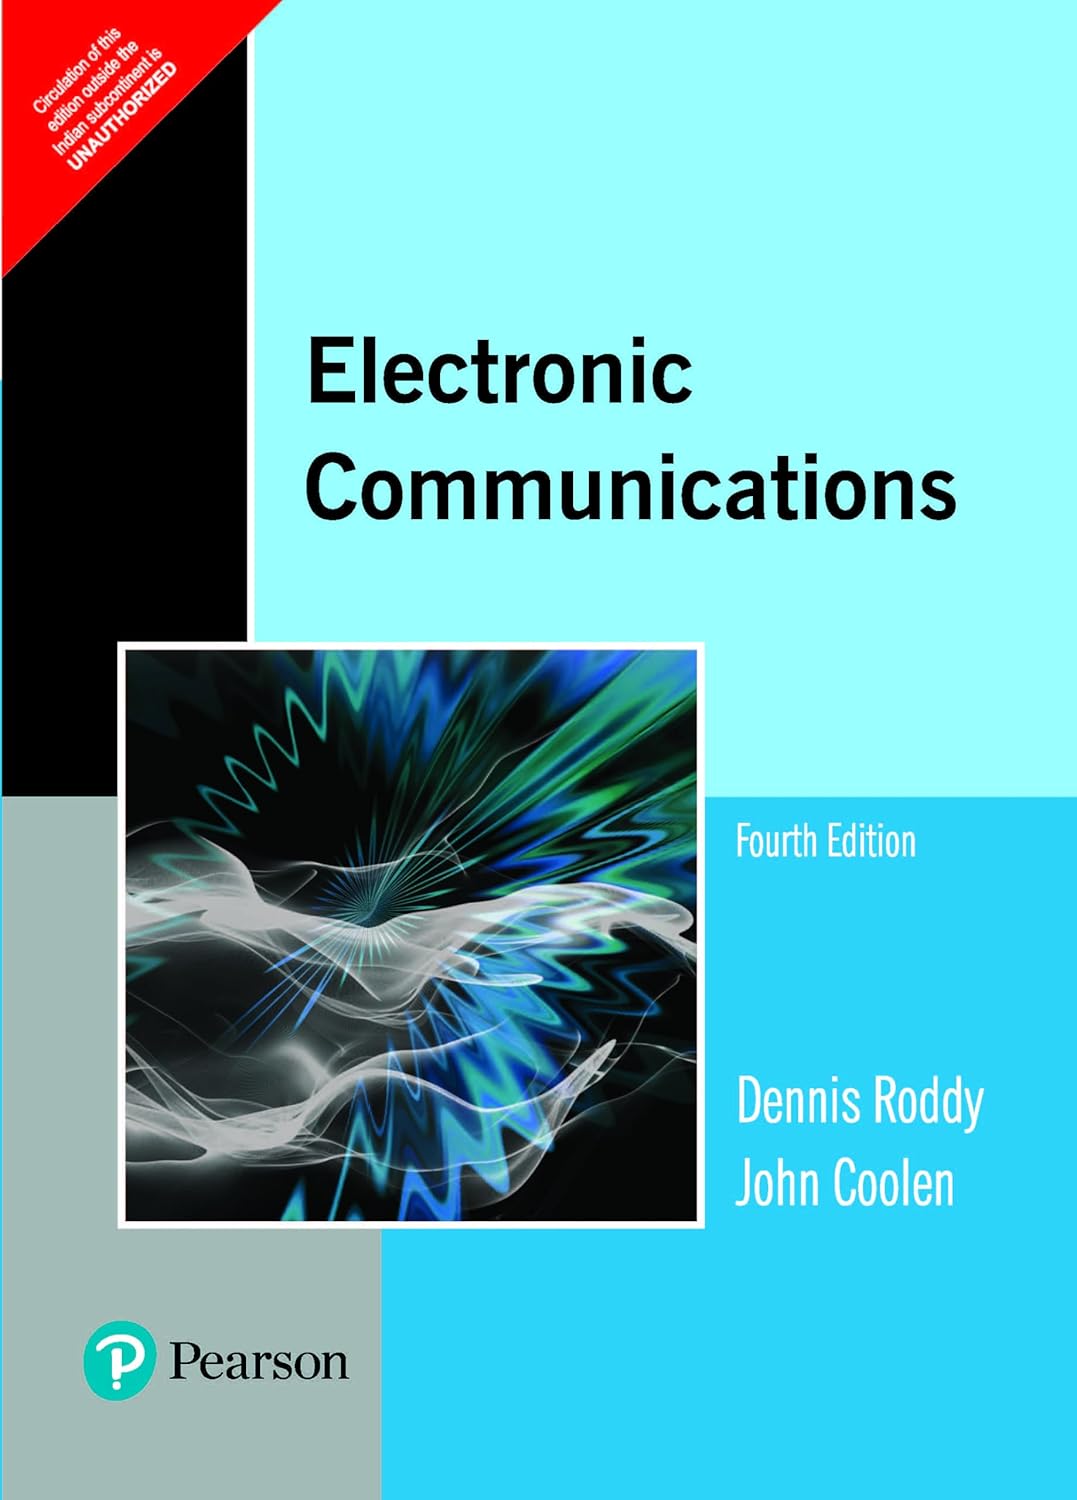 Circulation of this
edition outside the
Indian subcontinent is
UNAUTHORIZED
Electronic
Communications
Fourth Edition
Dennis Roddy
John Coolen
Pearson